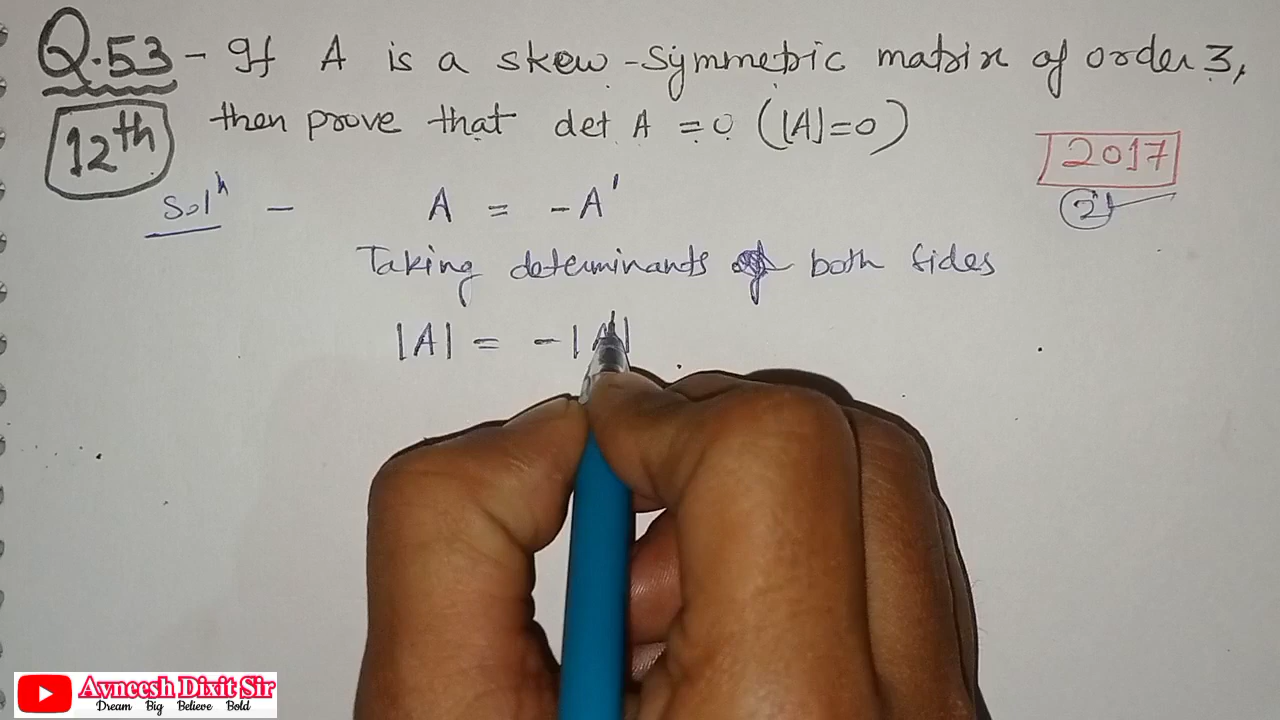 Q.53 - If A is a skew-symmetric matrix of order 3,
12th
then prove that det A = 0 (|A|=0)
2017
2
Solⁿ - A = -A'
Taking determinants of both sides
|A| = -|A|
Avneesh Dixit Sir
Dream Big Believe Bold